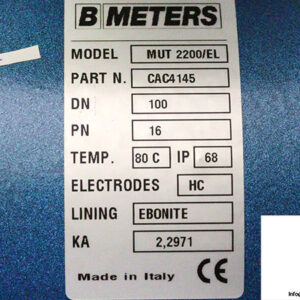 B METERS
MODEL MUT 2200/EL
PART N. CAC4145
DN 100
PN 16
TEMP. 80 C IP 68
ELECTRODES HC
LINING EBONITE
KA 2,2971
Made in Italy CE